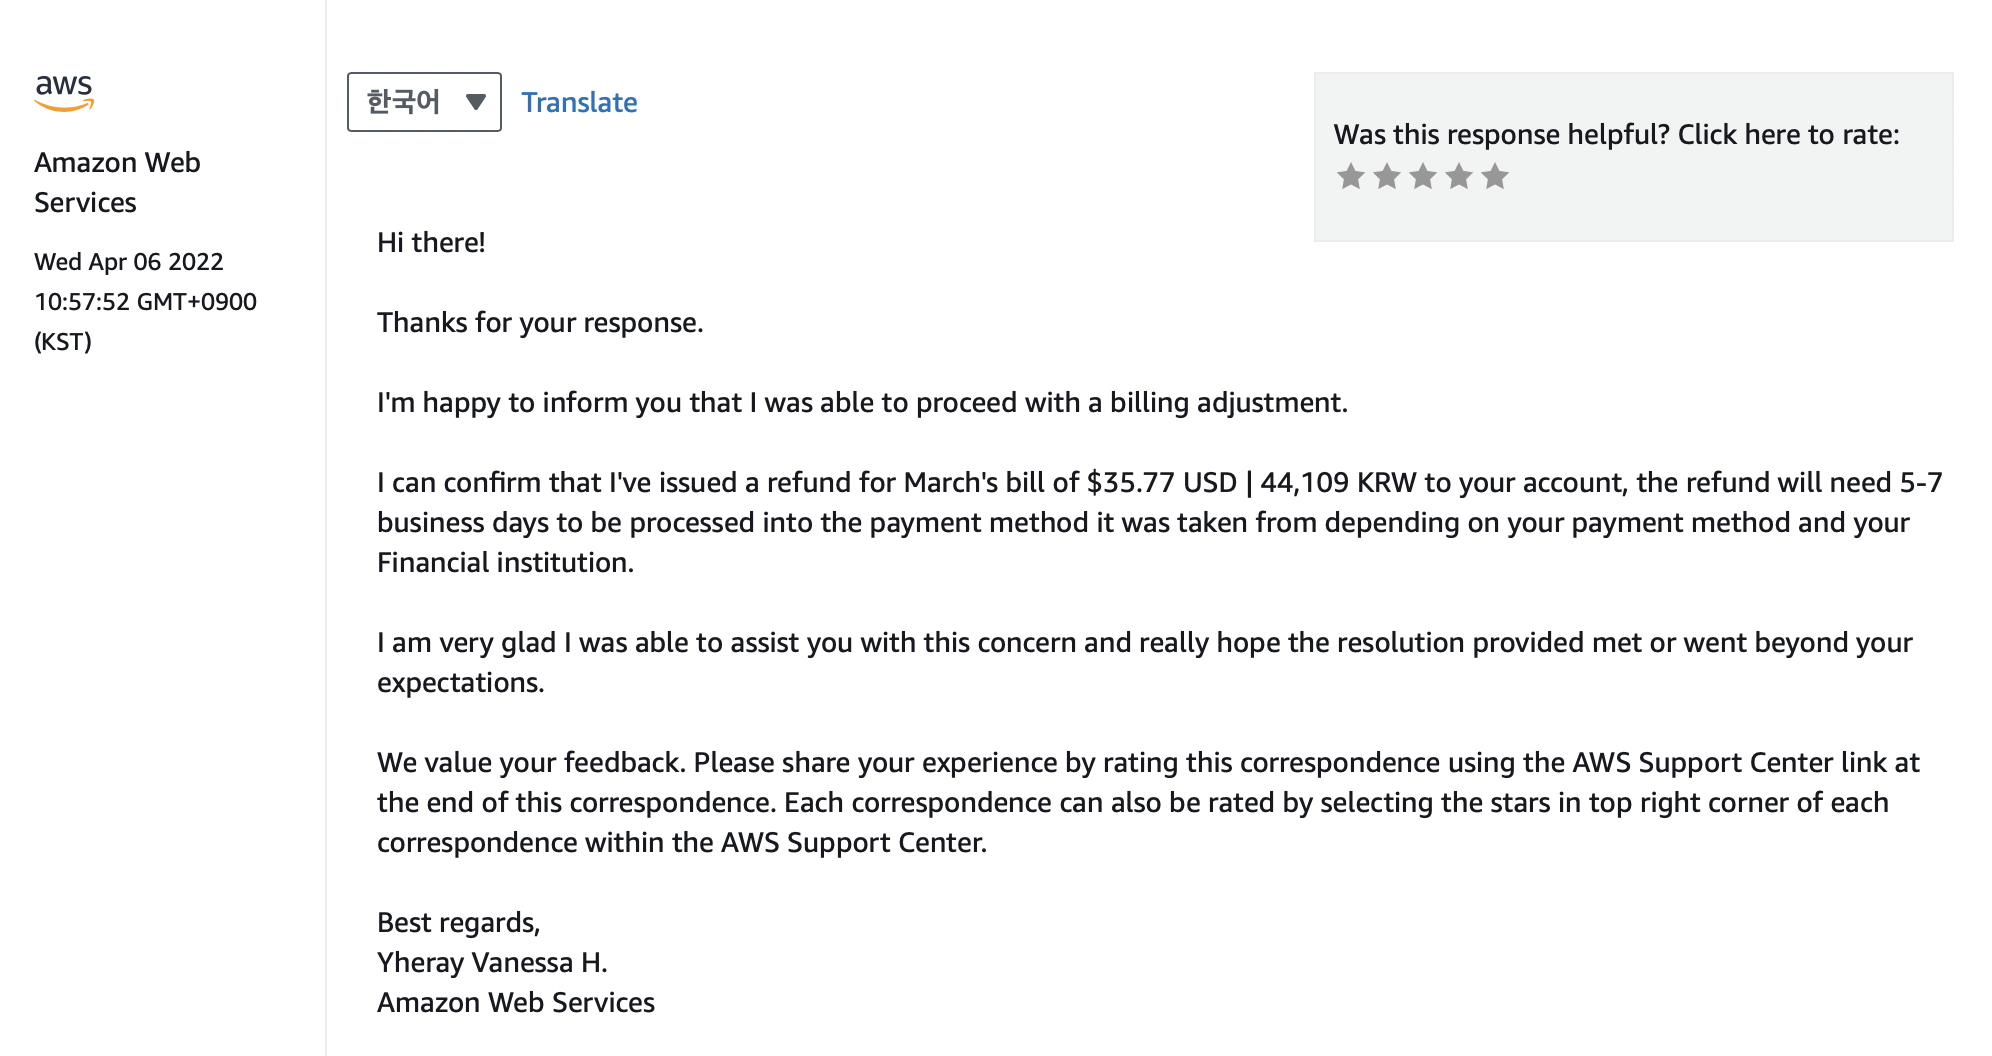 aws
Amazon Web
Services
Wed Apr 06 2022
10:57:52 GMT+0900
(KST)
한국어
Translate
Was this response helpful? Click here to rate:
Hi there!
Thanks for your response.
I'm happy to inform you that I was able to proceed with a billing adjustment.
I can confirm that I've issued a refund for March's bill of $35.77 USD | 44,109 KRW to your account, the refund will need 5-7
business days to be processed into the payment method it was taken from depending on your payment method and your
Financial institution.
I am very glad I was able to assist you with this concern and really hope the resolution provided met or went beyond your
expectations.
We value your feedback. Please share your experience by rating this correspondence using the AWS Support Center link at
the end of this correspondence. Each correspondence can also be rated by selecting the stars in top right corner of each
correspondence within the AWS Support Center.
Best regards,
Yheray Vanessa H.
Amazon Web Services